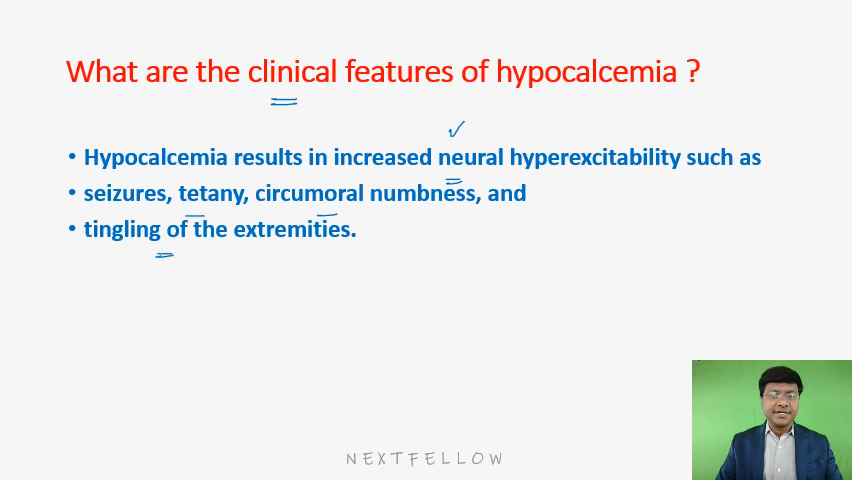 What are the clinical features of hypocalcemia ?
• Hypocalcemia results in increased neural hyperexcitability such as
• seizures, tetany, circumoral numbness, and
• tingling of the extremities.
NEXTFELLOW